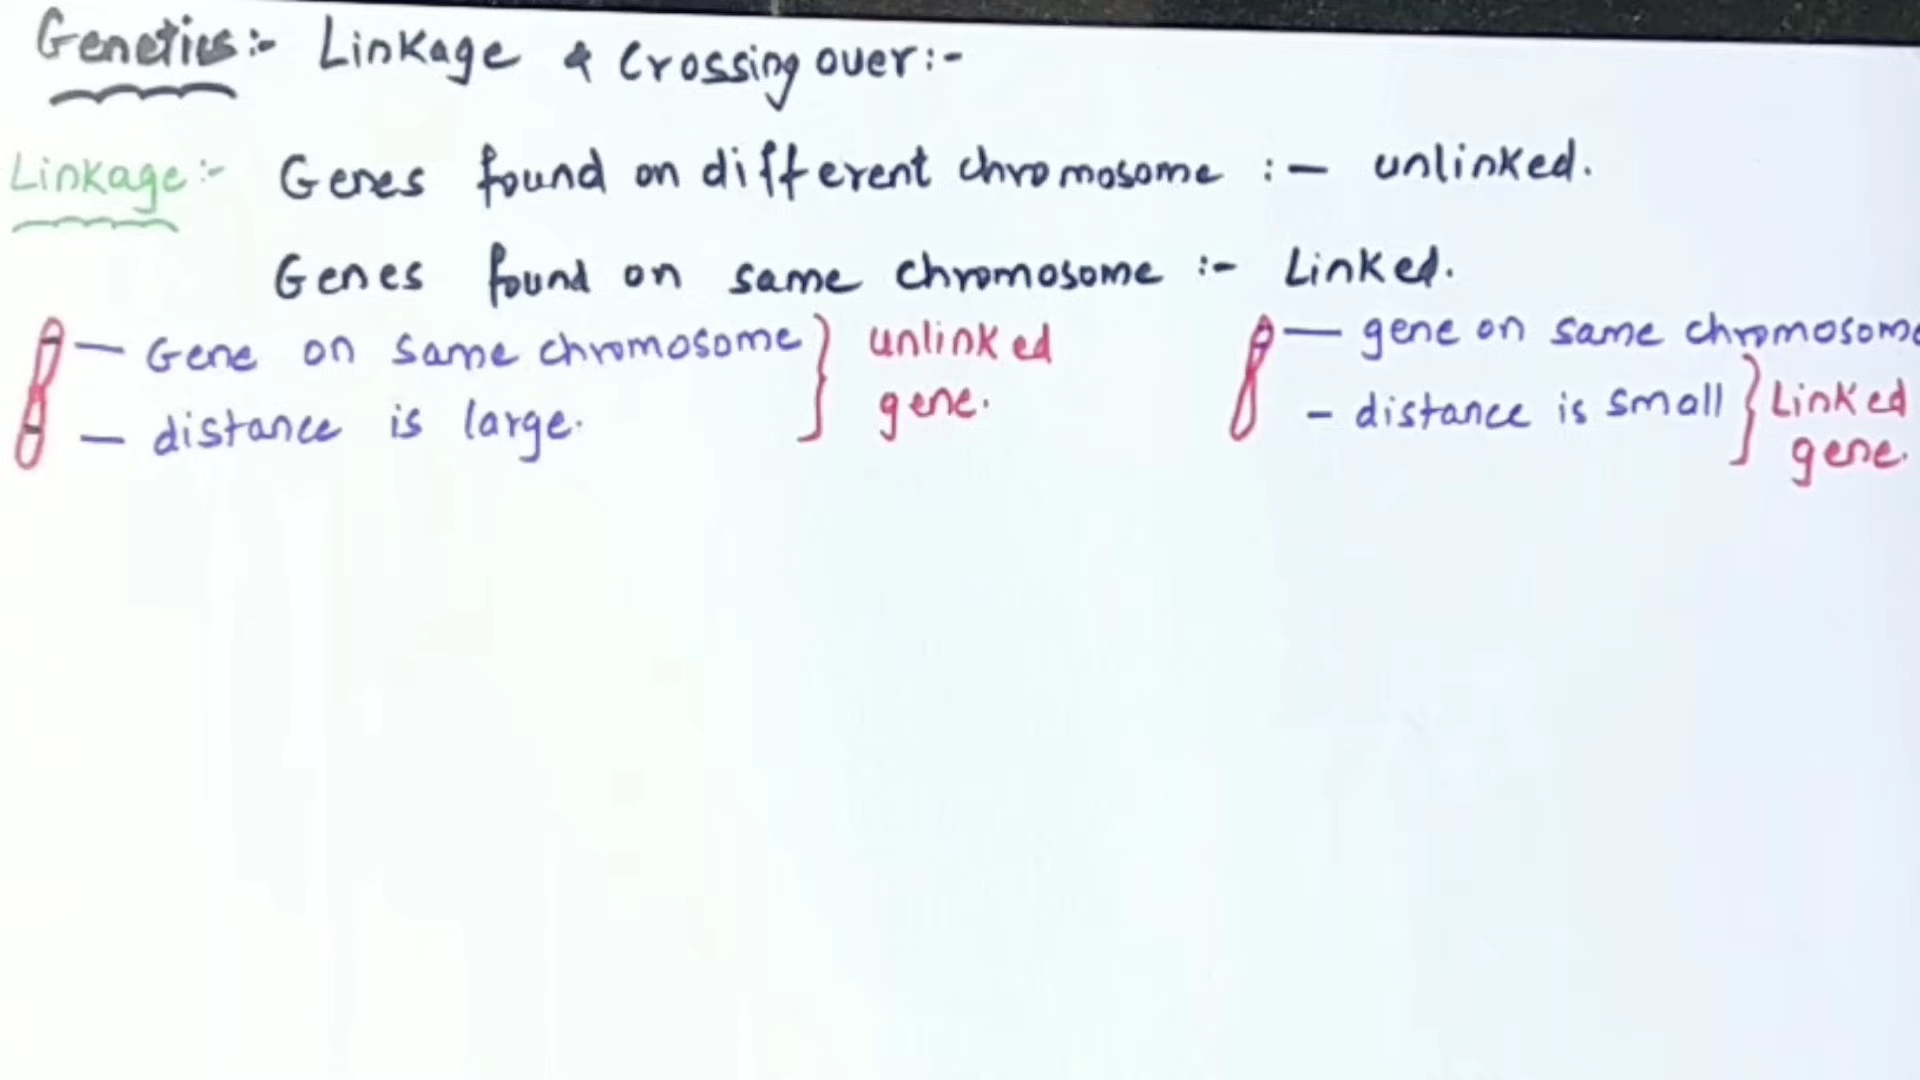 Genetics:- Linkage & Crossing over:-
Linkage:- Genes found on different chromosome :- unlinked.
Genes found on same chromosome :- Linked.
— Gene on same chromosome } unlinked
— distance is large. gene.
— gene on same chromosome
- distance is small } Linked
gene.